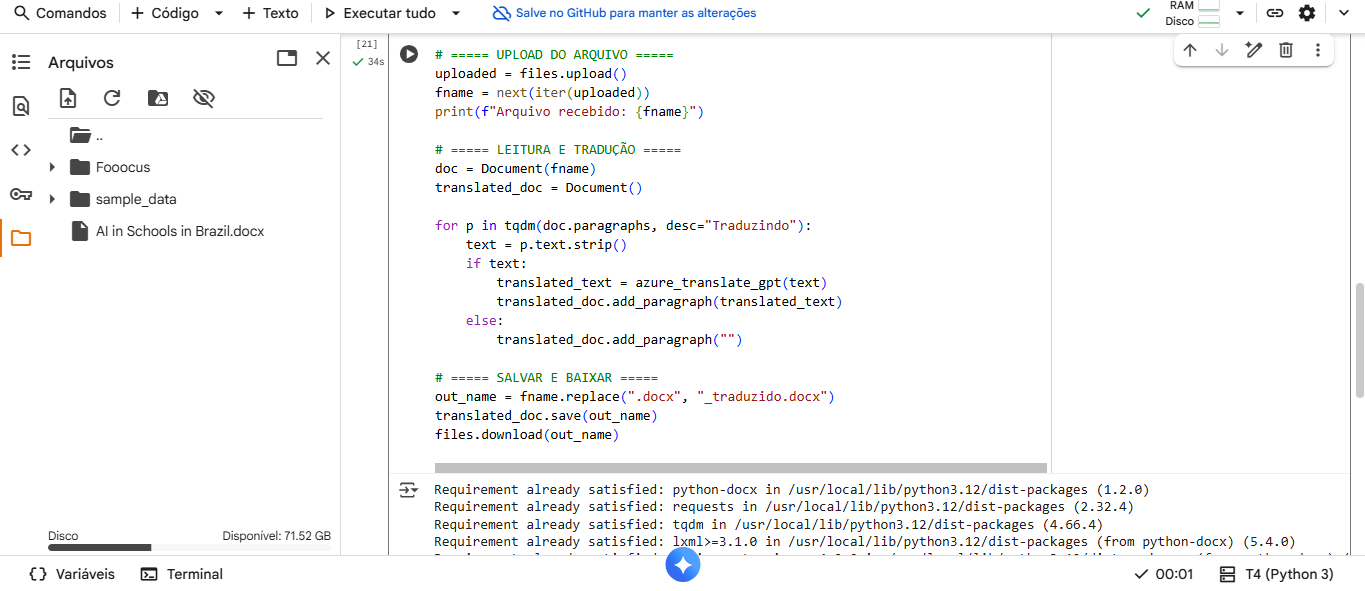 Comandos
+ Código
+ Texto
Executar tudo
Salve no GitHub para manter as alterações
RAM
Disco
Arquivos
..
Fooocus
sample_data
AI in Schools in Brazil.docx
Disco
Disponível: 71.52 GB
[21]
34s
# ===== UPLOAD DO ARQUIVO =====
uploaded = files.upload()
fname = next(iter(uploaded))
print(f"Arquivo recebido: {fname}")
# ===== LEITURA E TRADUÇÃO =====
doc = Document(fname)
translated_doc = Document()
for p in tqdm(doc.paragraphs, desc="Traduzindo"):
    text = p.text.strip()
    if text:
        translated_text = azure_translate_gpt(text)
        translated_doc.add_paragraph(translated_text)
    else:
        translated_doc.add_paragraph("")
# ===== SALVAR E BAIXAR =====
out_name = fname.replace(".docx", "_traduzido.docx")
translated_doc.save(out_name)
files.download(out_name)
Requirement already satisfied: python-docx in /usr/local/lib/python3.12/dist-packages (1.2.0)
Requirement already satisfied: requests in /usr/local/lib/python3.12/dist-packages (2.32.4)
Requirement already satisfied: tqdm in /usr/local/lib/python3.12/dist-packages (4.66.4)
Requirement already satisfied: lxml>=3.1.0 in /usr/local/lib/python3.12/dist-packages (from python-docx) (5.4.0)
Variáveis
Terminal
00:01
T4 (Python 3)